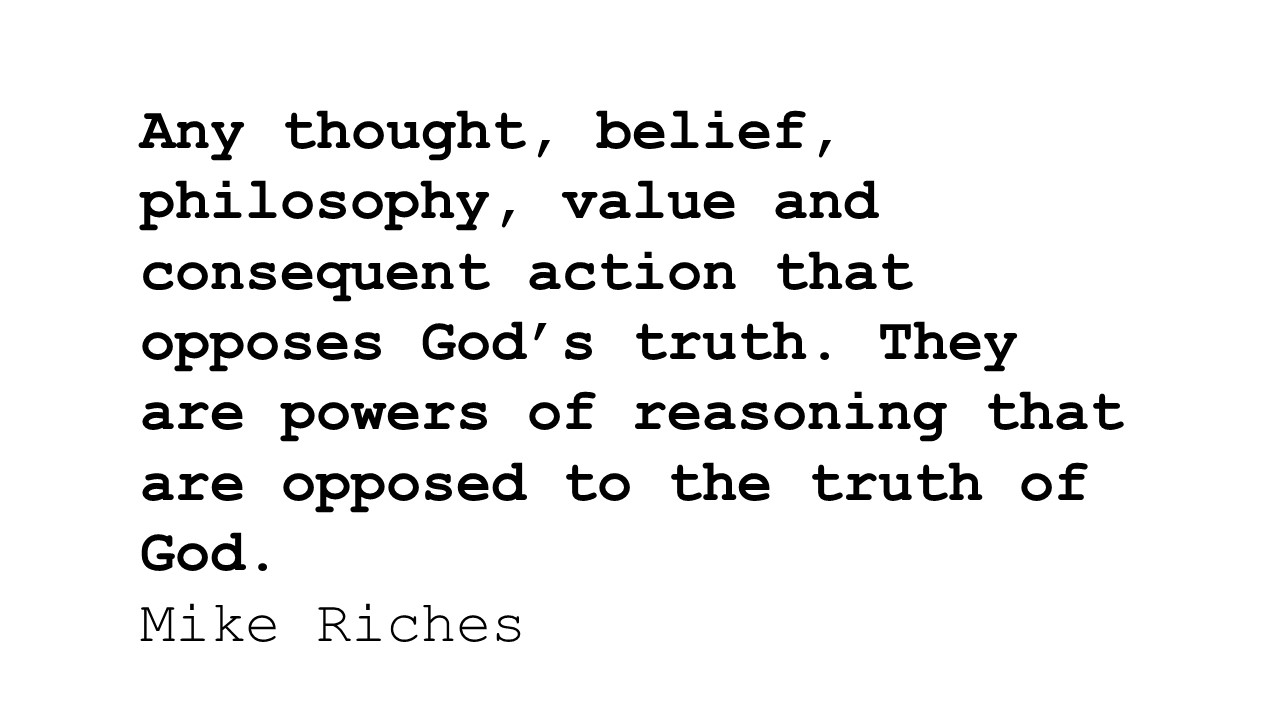 Any thought, belief,
philosophy, value and
consequent action that
opposes God’s truth. They
are powers of reasoning that
are opposed to the truth of
God.
Mike Riches